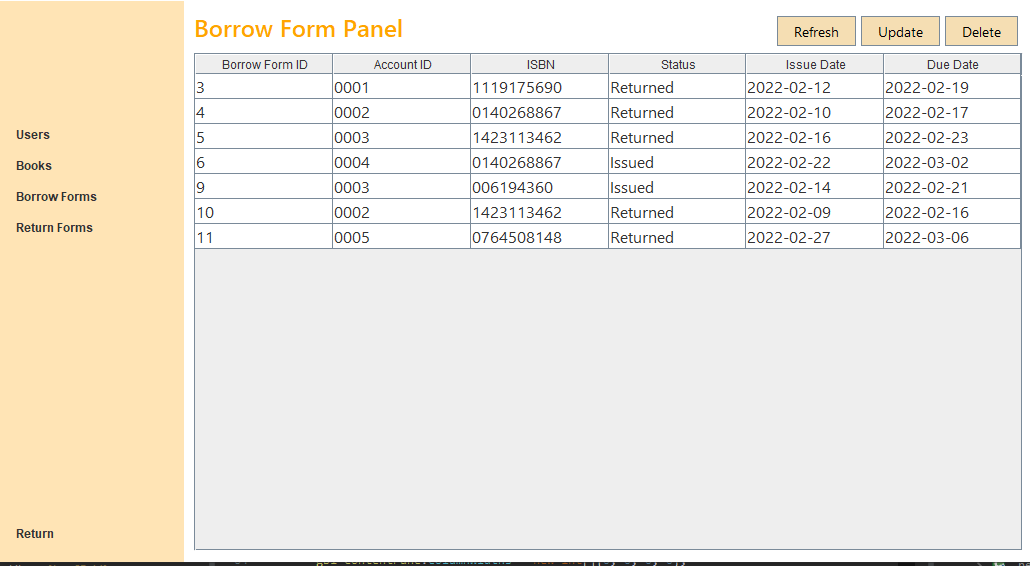 Borrow Form Panel
Refresh Update Delete
Borrow Form ID Account ID ISBN Status Issue Date Due Date
3 0001 1119175690 Returned 2022-02-12 2022-02-19
4 0002 0140268867 Returned 2022-02-10 2022-02-17
5 0003 1423113462 Returned 2022-02-16 2022-02-23
6 0004 0140268867 Issued 2022-02-22 2022-03-02
9 0003 006194360 Issued 2022-02-14 2022-02-21
10 0002 1423113462 Returned 2022-02-09 2022-02-16
11 0005 0764508148 Returned 2022-02-27 2022-03-06
Users
Books
Borrow Forms
Return Forms
Return